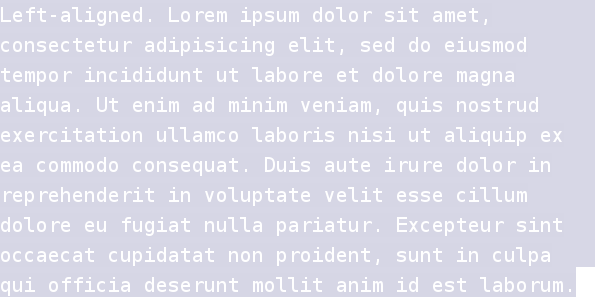 Left-aligned. Lorem ipsum dolor sit amet,
consectetur adipisicing elit, sed do eiusmod
tempor incididunt ut labore et dolore magna
aliqua. Ut enim ad minim veniam, quis nostrud
exercitation ullamco laboris nisi ut aliquip ex
ea commodo consequat. Duis aute irure dolor in
reprehenderit in voluptate velit esse cillum
dolore eu fugiat nulla pariatur. Excepteur sint
occaecat cupidatat non proident, sunt in culpa
qui officia deserunt mollit anim id est laborum.